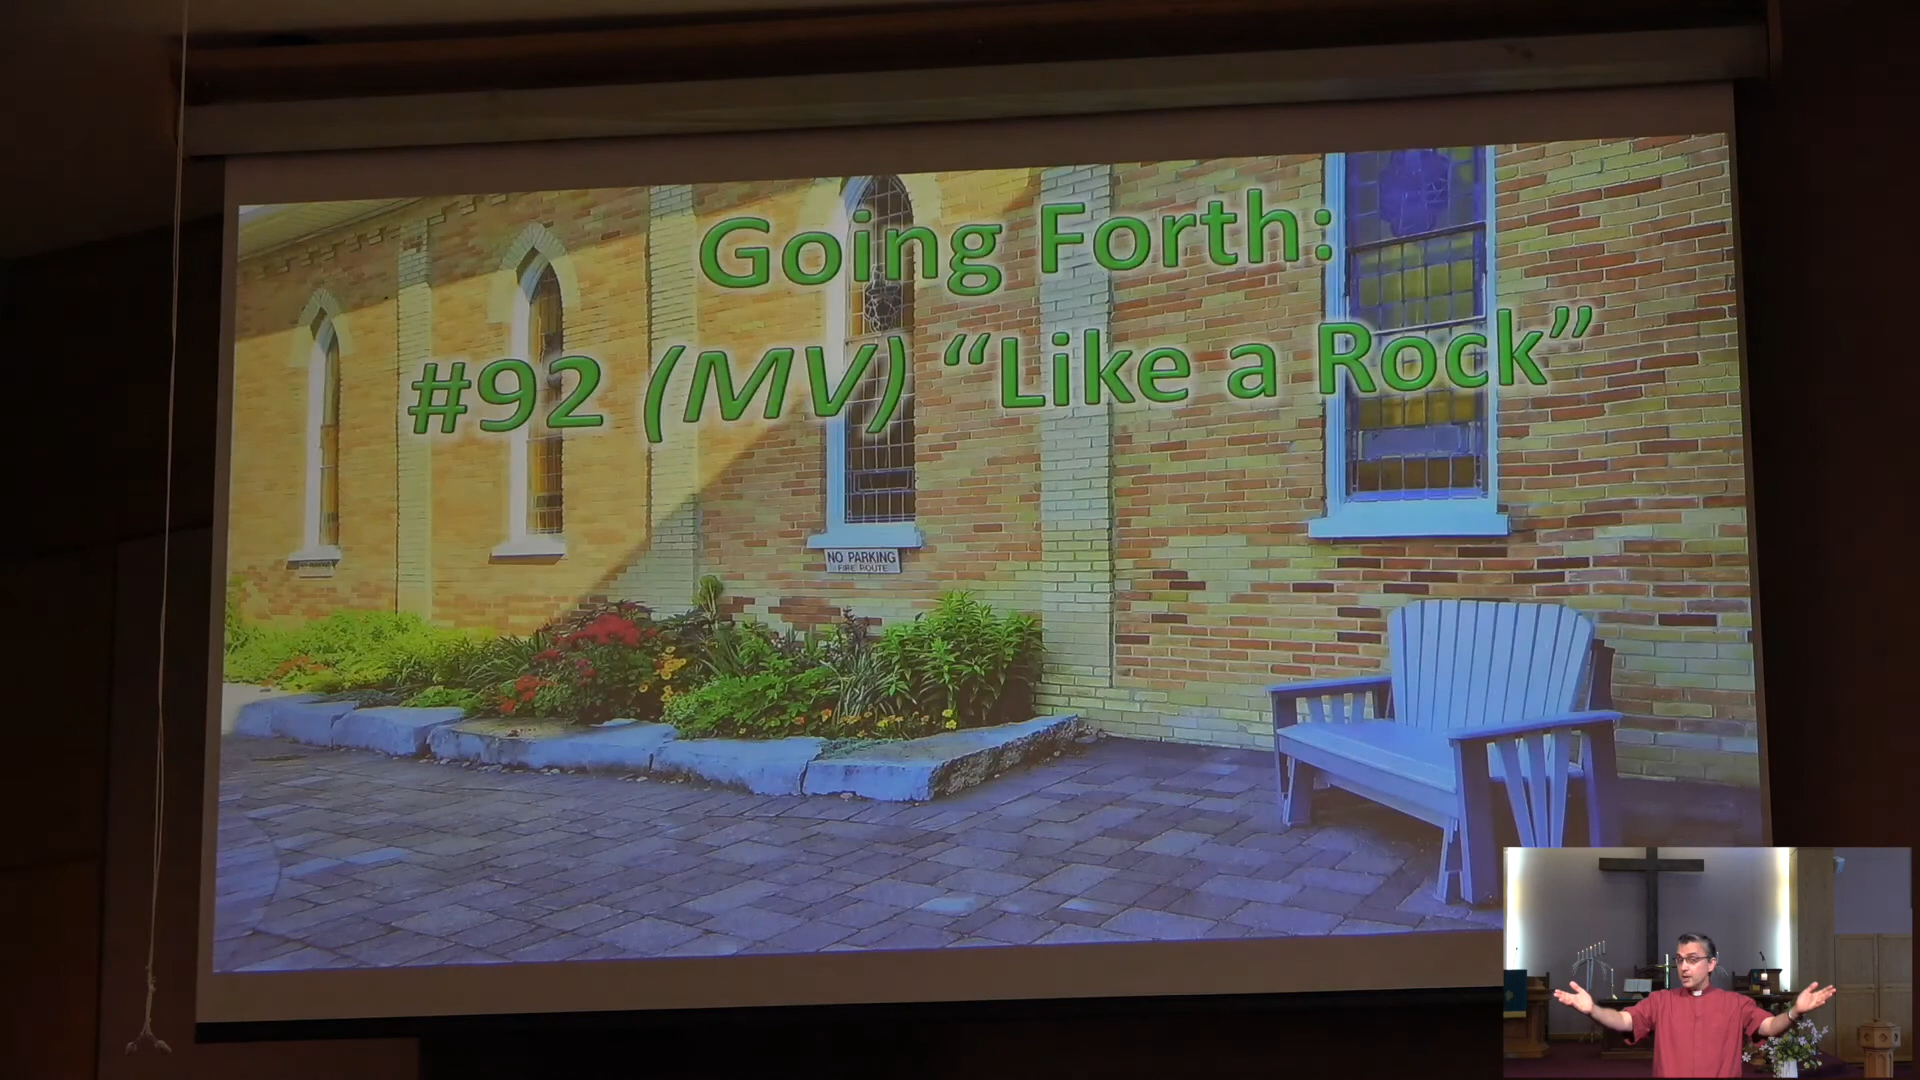 Going Forth:
#92 (MV) “Like a Rock”
NO PARKING
FIRE ROUTE